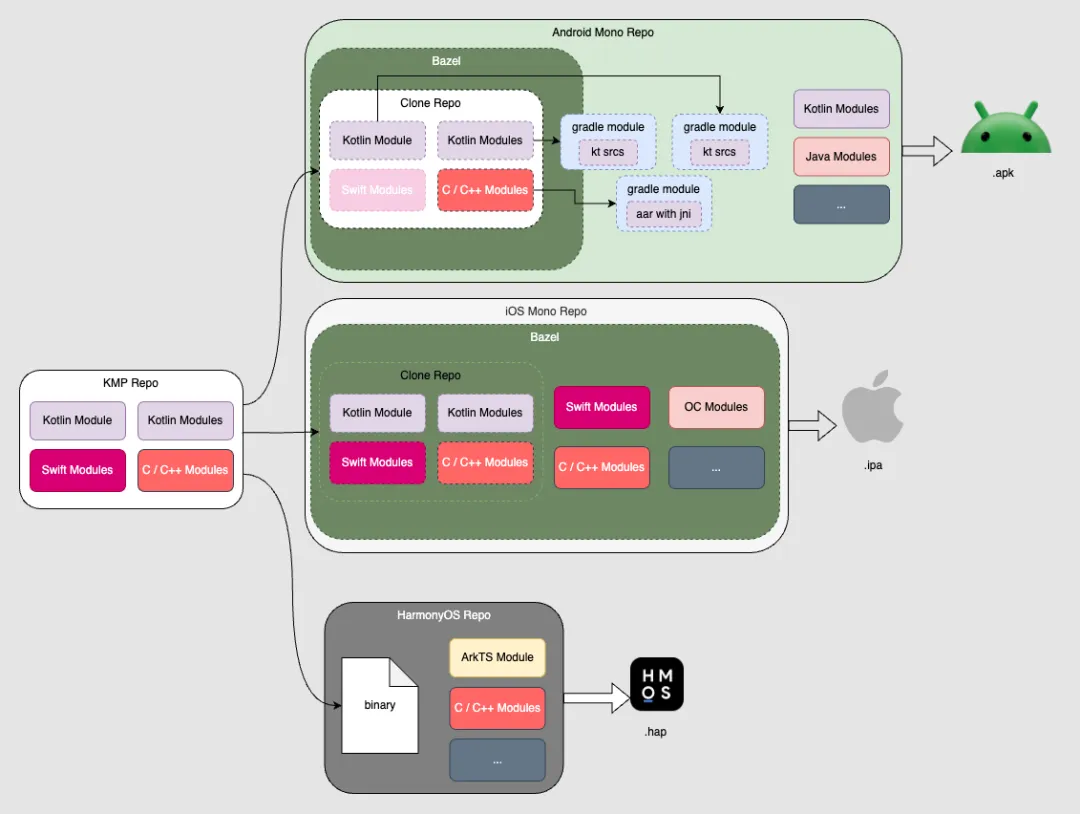 Android Mono Repo
Bazel
Clone Repo
Kotlin Module
Kotlin Modules
Swift Modules
C / C++ Modules
gradle module
kt srcs
gradle module
kt srcs
gradle module
aar with jni
Kotlin Modules
Java Modules
...
.apk
iOS Mono Repo
Bazel
Clone Repo
Kotlin Module
Kotlin Modules
Swift Modules
C / C++ Modules
Swift Modules
OC Modules
C / C++ Modules
...
.ipa
KMP Repo
Kotlin Module
Kotlin Modules
Swift Modules
C / C++ Modules
HarmonyOS Repo
binary
ArkTS Module
C / C++ Modules
...
HM
OS
.hap